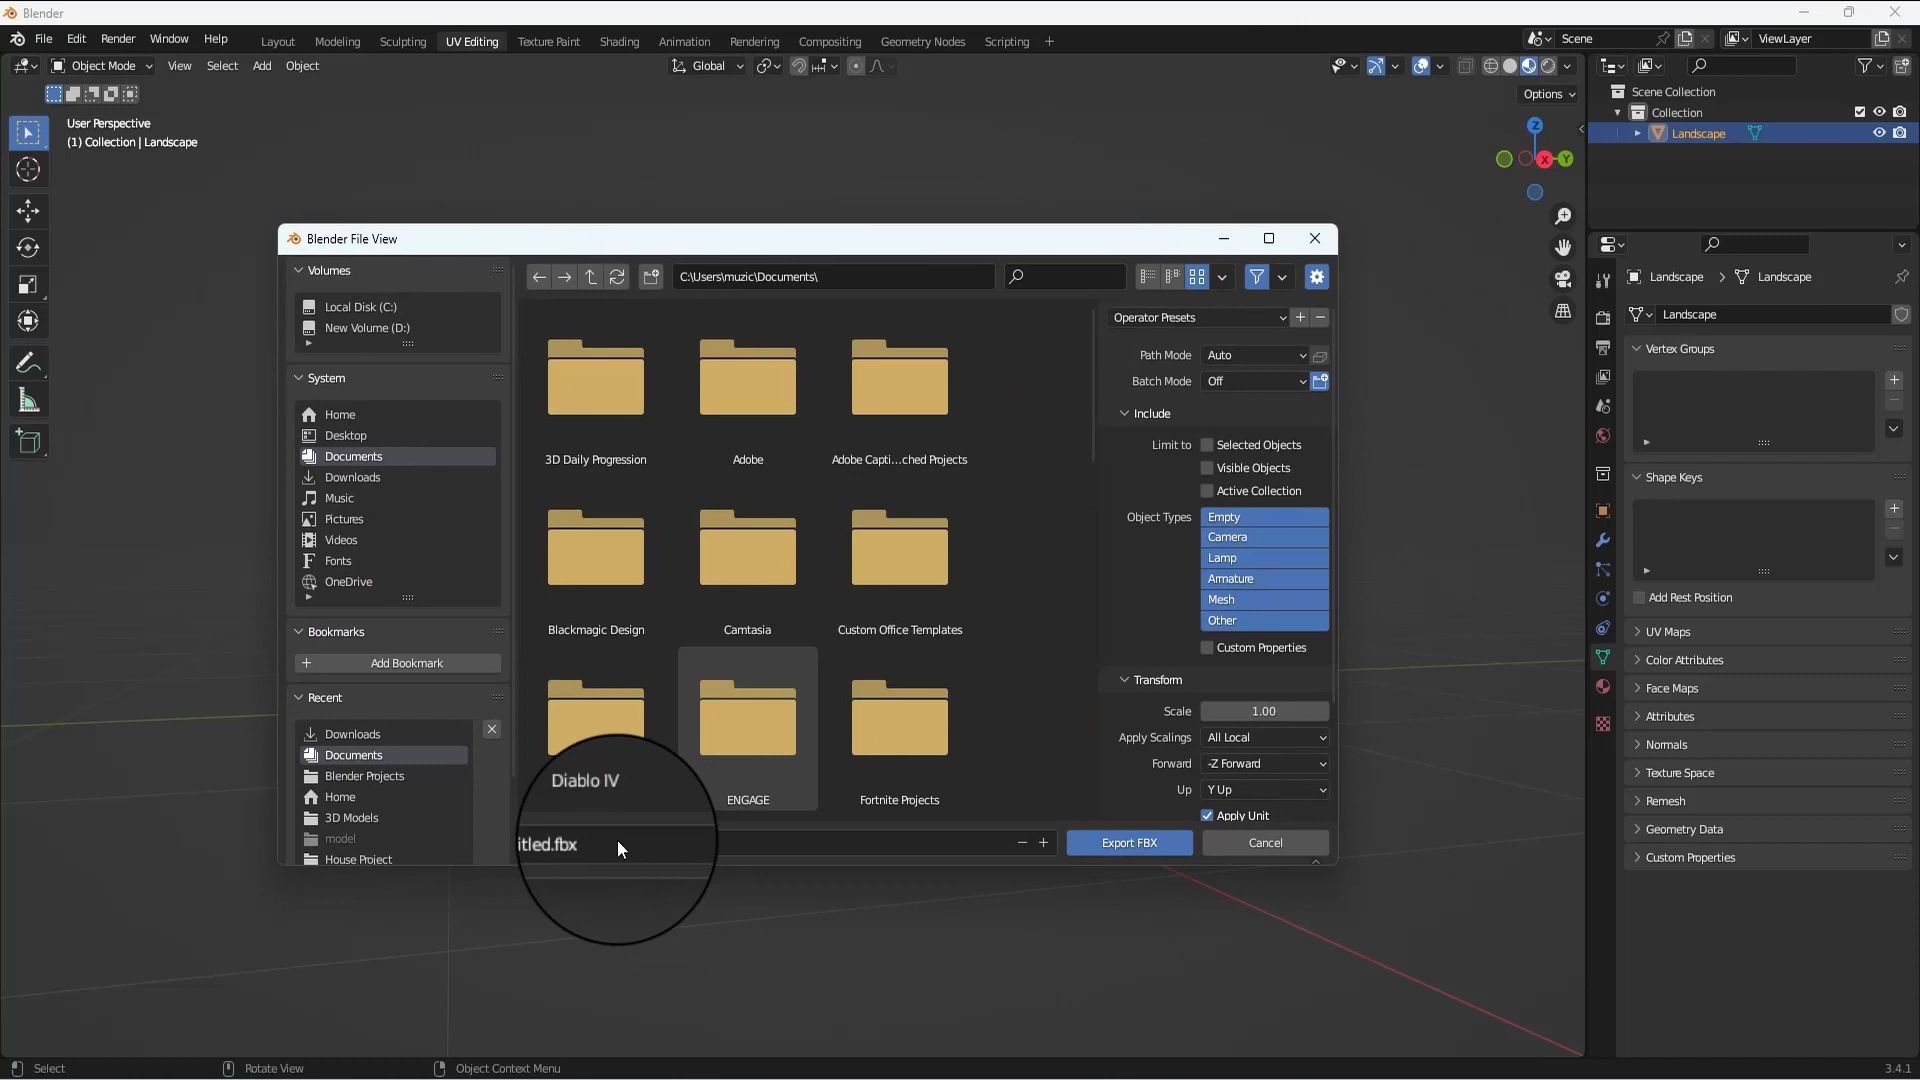 Blender
File Edit Render Window Help
Layout Modeling Sculpting UV Editing Texture Paint Shading Animation Rendering Compositing Geometry Nodes Scripting +
Scene
ViewLayer
Object Mode View Select Add Object
Global
Options
User Perspective
(1) Collection | Landscape
Z
X
Y
Scene Collection
Collection
Landscape
Landscape > Landscape
Landscape
Vertex Groups
Shape Keys
Add Rest Position
UV Maps
Color Attributes
Face Maps
Attributes
Normals
Texture Space
Remesh
Geometry Data
Custom Properties
Blender File View
Volumes
Local Disk (C:)
New Volume (D:)
System
Home
Desktop
Documents
Downloads
Music
Pictures
Videos
Fonts
OneDrive
Bookmarks
+ Add Bookmark
Recent
Downloads
Documents
Blender Projects
Home
3D Models
model
House Project
C:\Users\muzic\Documents\
3D Daily Progression
Adobe
Adobe Capti...ched Projects
Blackmagic Design
Camtasia
Custom Office Templates
Diablo IV
ENGAGE
Fortnite Projects
itled.fbx
Operator Presets
Path Mode Auto
Batch Mode Off
Include
Limit to Selected Objects
Visible Objects
Active Collection
Object Types Empty
Camera
Lamp
Armature
Mesh
Other
Custom Properties
Transform
Scale 1.00
Apply Scalings All Local
Forward -Z Forward
Up Y Up
Apply Unit
Export FBX
Cancel
Select
Rotate View
Object Context Menu
3.4.1